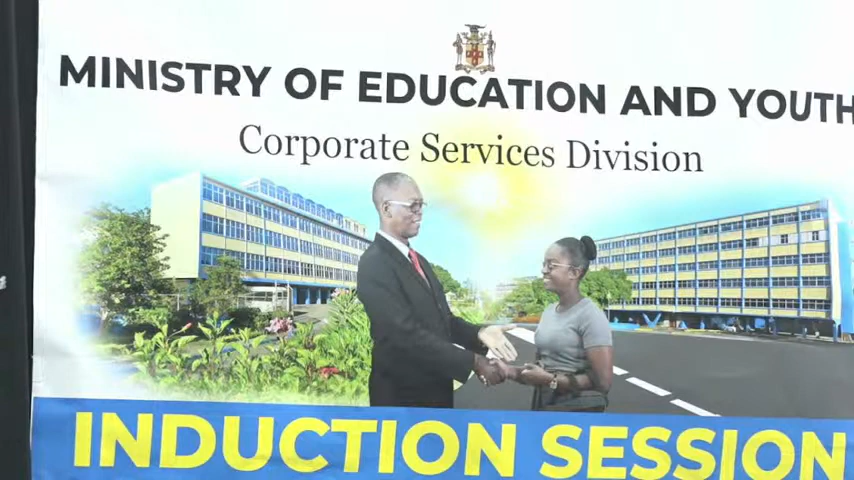 MINISTRY OF EDUCATION AND YOUTH
Corporate Services Division
INDUCTION SESSION